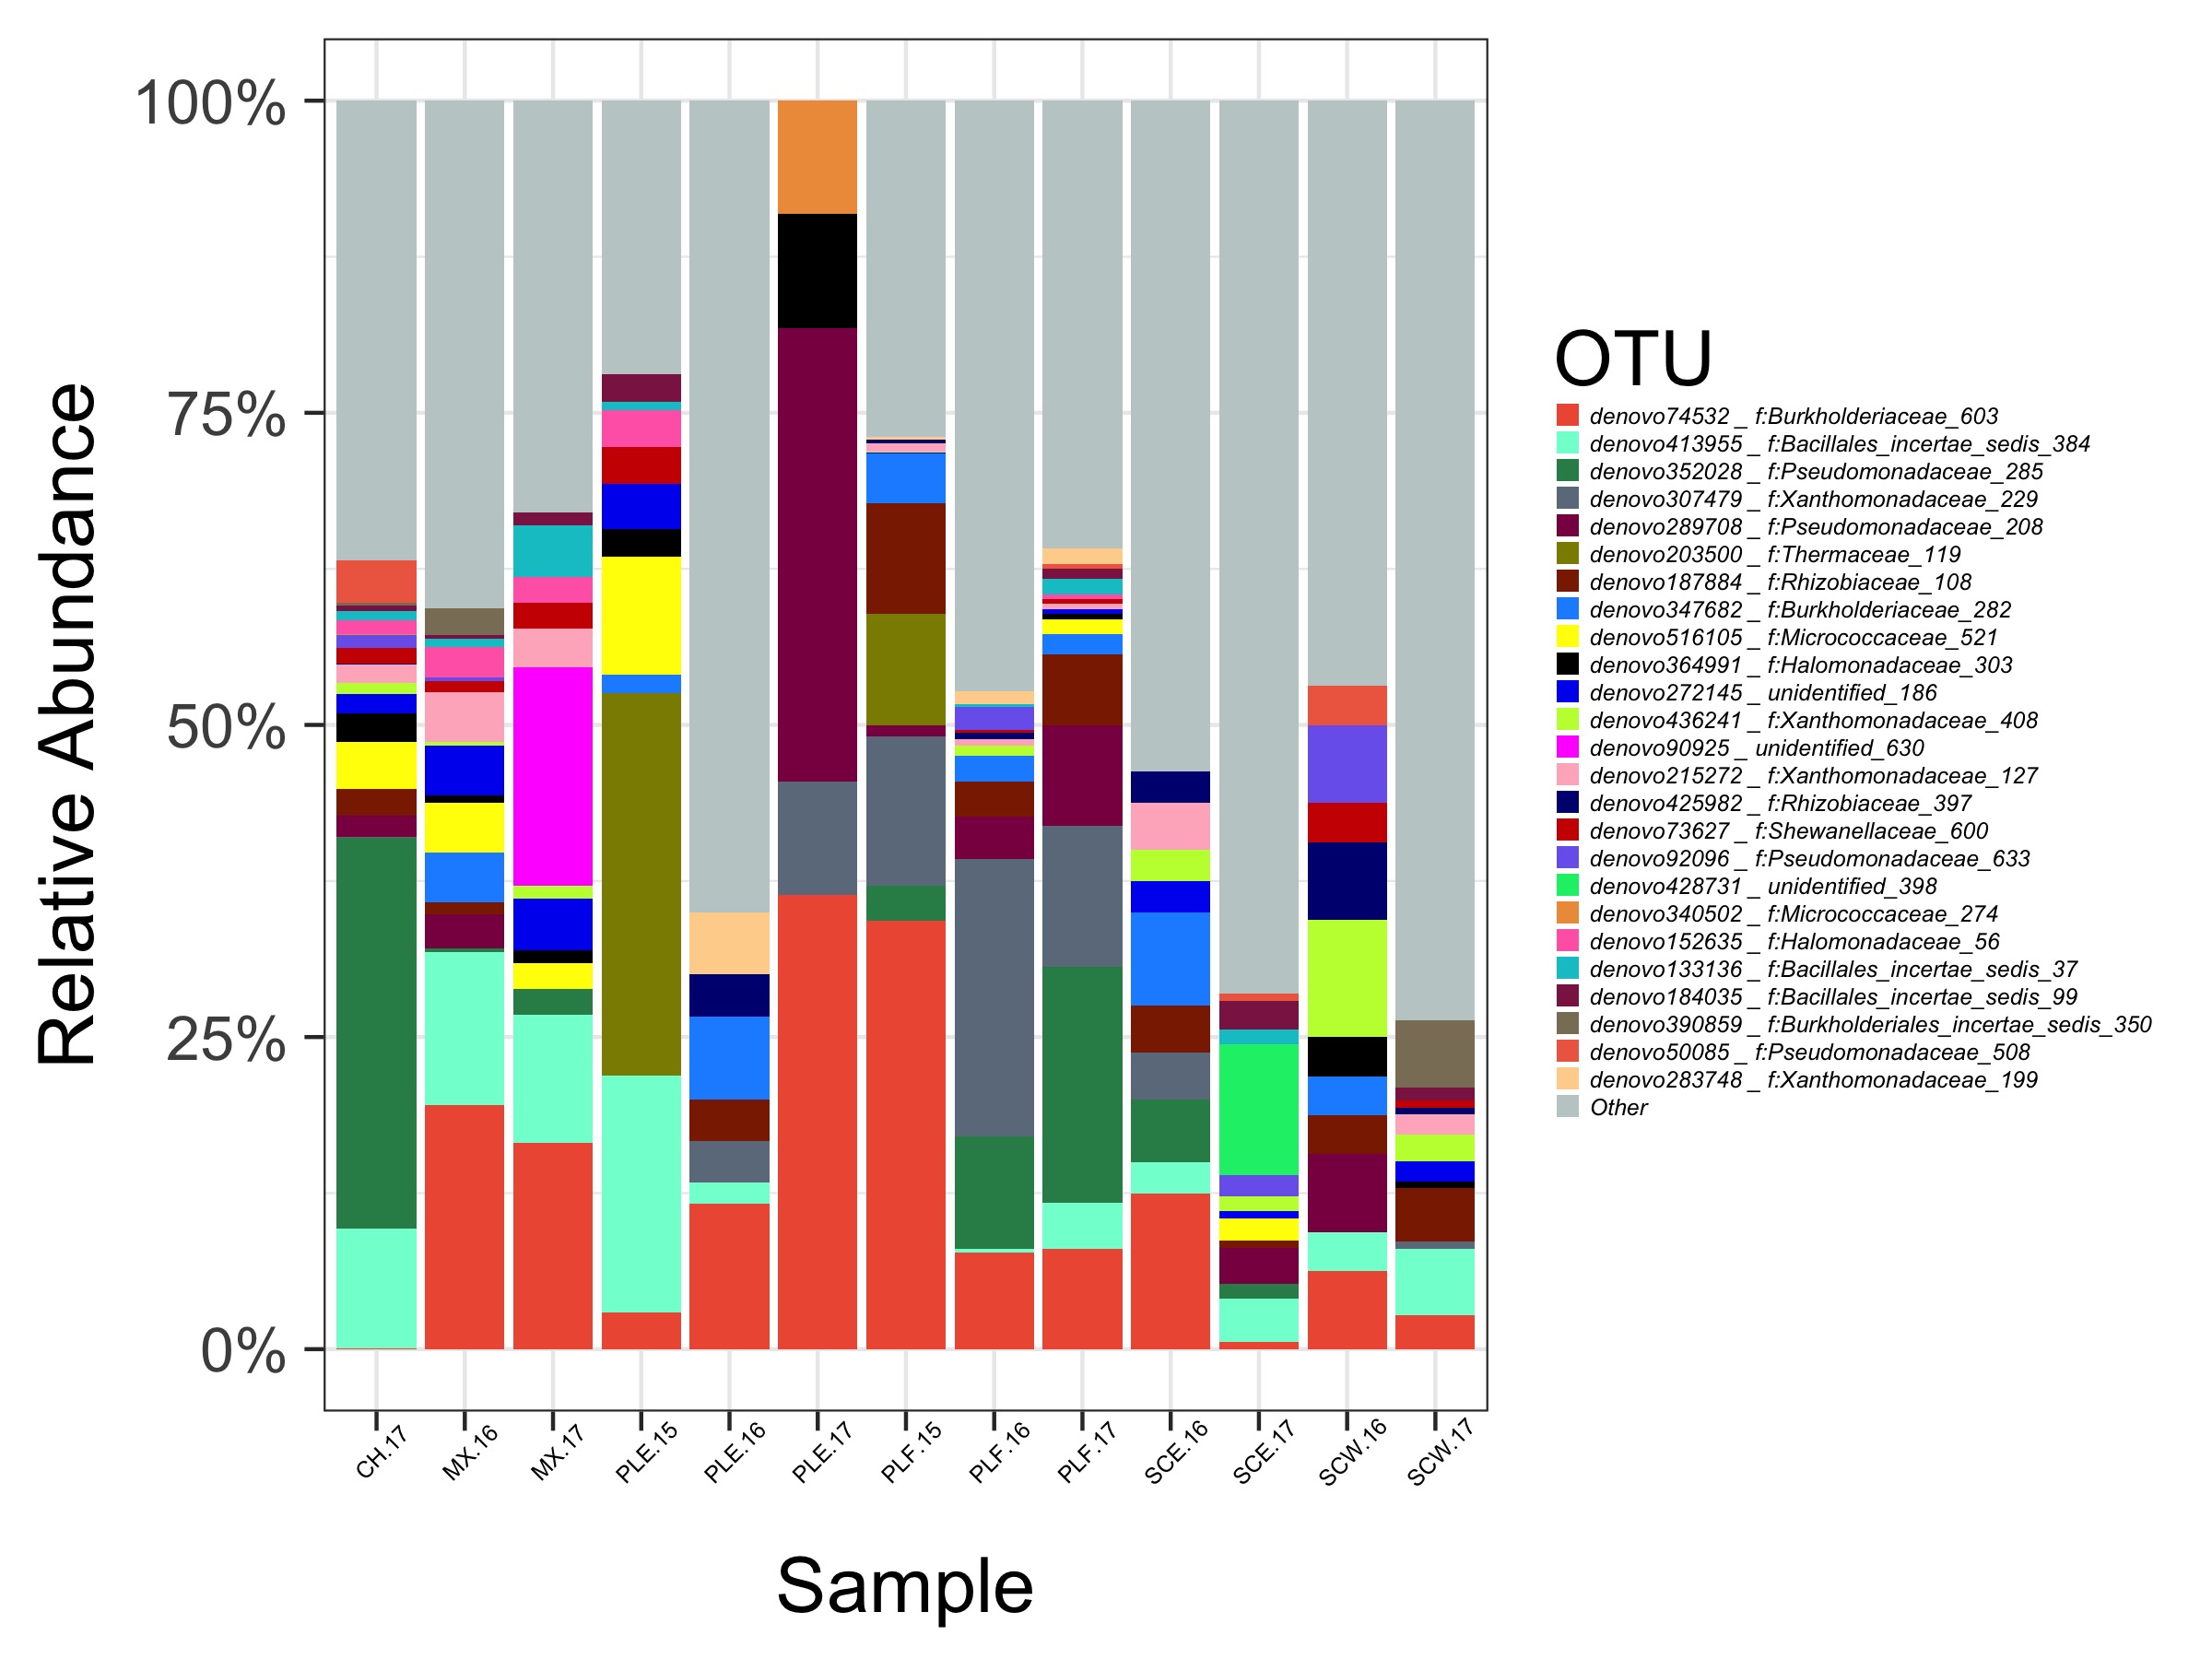 100%
75%
50%
25%
0%
Relative Abundance
CH.17
MX.16
MX.17
PLE.15
PLE.16
PLE.17
PLF.15
PLF.16
PLF.17
SCE.16
SCE.17
SCW.16
SCW.17
Sample
OTU
denovo74532 _ f:Burkholderiaceae_603
denovo413955 _ f:Bacillales_incertae_sedis_384
denovo352028 _ f:Pseudomonadaceae_285
denovo307479 _ f:Xanthomonadaceae_229
denovo289708 _ f:Pseudomonadaceae_208
denovo203500 _ f:Thermaceae_119
denovo187884 _ f:Rhizobiaceae_108
denovo347682 _ f:Burkholderiaceae_282
denovo516105 _ f:Micrococcaceae_521
denovo364991 _ f:Halomonadaceae_303
denovo272145 _ unidentified_186
denovo436241 _ f:Xanthomonadaceae_408
denovo90925 _ unidentified_630
denovo215272 _ f:Xanthomonadaceae_127
denovo425982 _ f:Rhizobiaceae_397
denovo73627 _ f:Shewanellaceae_600
denovo92096 _ f:Pseudomonadaceae_633
denovo428731 _ unidentified_398
denovo340502 _ f:Micrococcaceae_274
denovo152635 _ f:Halomonadaceae_56
denovo133136 _ f:Bacillales_incertae_sedis_37
denovo184035 _ f:Bacillales_incertae_sedis_99
denovo390859 _ f:Burkholderiales_incertae_sedis_350
denovo50085 _ f:Pseudomonadaceae_508
denovo283748 _ f:Xanthomonadaceae_199
Other